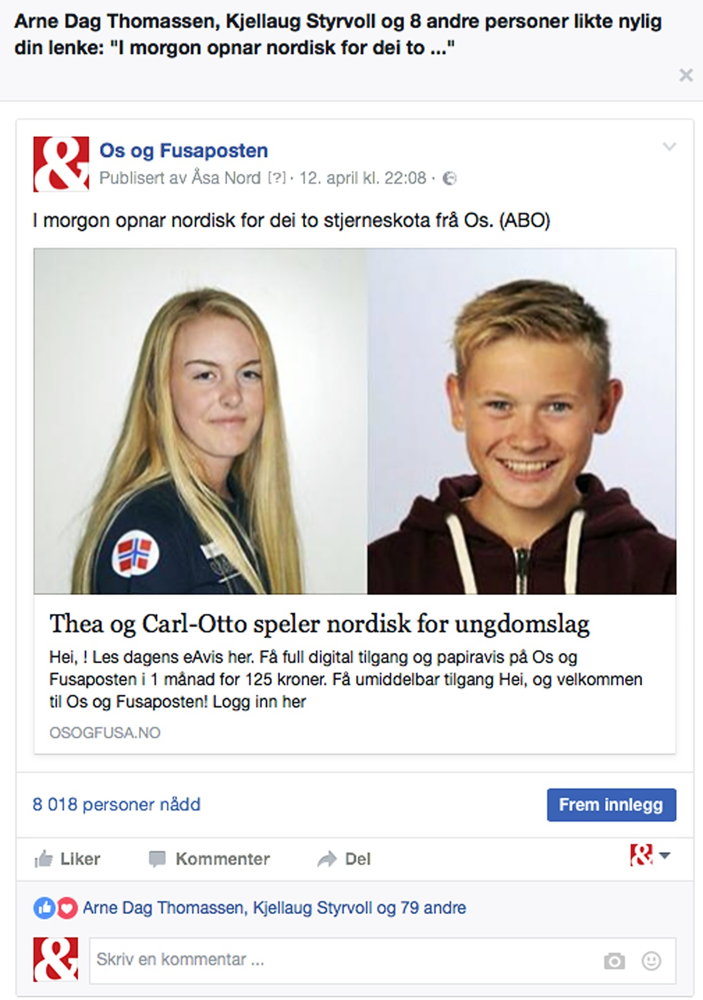 Arne Dag Thomassen, Kjellaug Styrvoll og 8 andre personer likte nylig
din lenke: "I morgon opnar nordisk for dei to ..."
&
Os og Fusaposten
Publisert av Åsa Nord [?] · 12. april kl. 22:08 ·
I morgon opnar nordisk for dei to stjerneskota frå Os. (ABO)
Thea og Carl-Otto speler nordisk for ungdomslag
Hei, ! Les dagens eAvis her. Få full digital tilgang og papiravis på Os og
Fusaposten i 1 månad for 125 kroner. Få umiddelbar tilgang Hei, og velkommen
til Os og Fusaposten! Logg inn her
OSOGFUSA.NO
8 018 personer nådd
Frem innlegg
Liker Kommenter Del &
Arne Dag Thomassen, Kjellaug Styrvoll og 79 andre
&
Skriv en kommentar ...